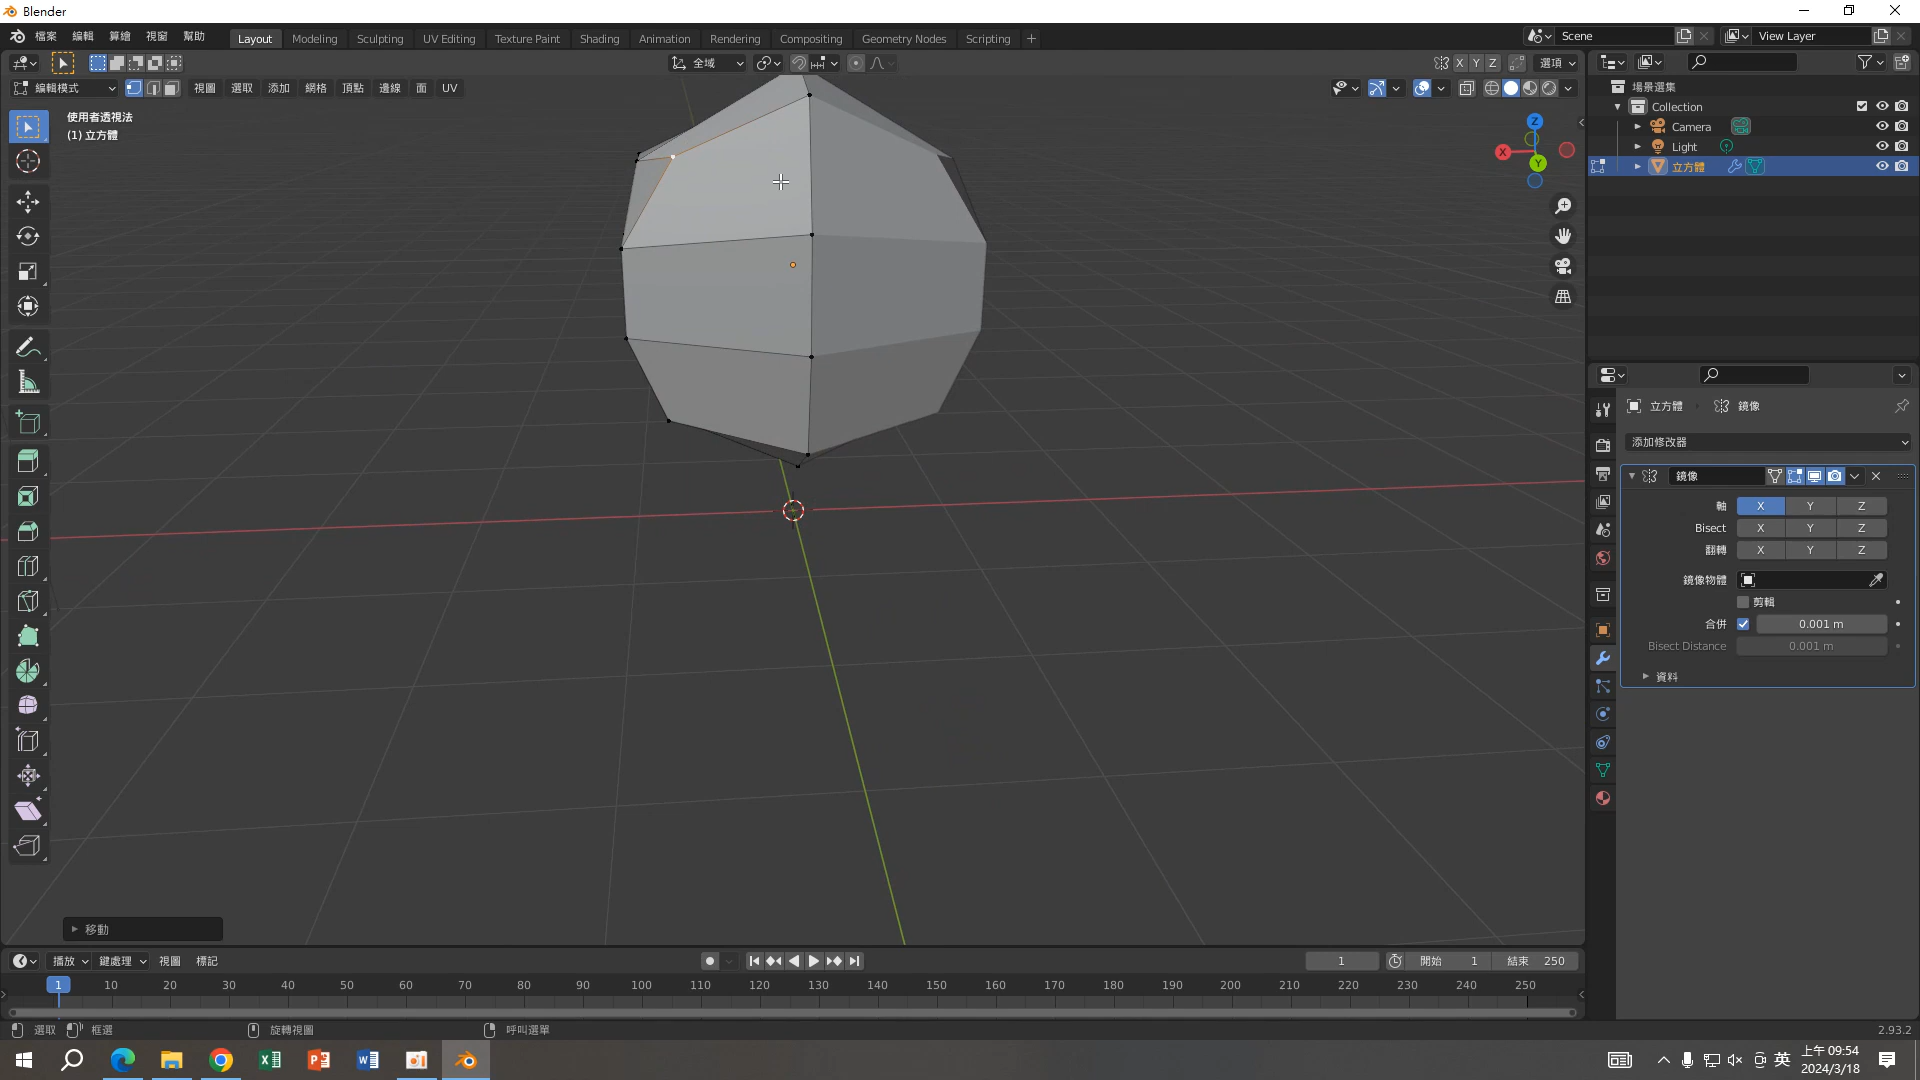 Blender
檔案 編輯 算繪 視窗 幫助 Layout Modeling Sculpting UV Editing Texture Paint Shading Animation Rendering Compositing Geometry Nodes Scripting + Scene View Layer
全域 X Y Z 選項
編輯模式 視圖 選取 添加 網格 頂點 邊線 面 UV
使用者透視法
(1) 立方體
Z
X
Y
場景選集
Collection
Camera
Light
立方體
立方體 鏡像
添加修改器
鏡像
軸 X Y Z
Bisect X Y Z
翻轉 X Y Z
鏡像物體
剪輯
合併 0.001 m
Bisect Distance 0.001 m
資料
移動
播放 鍵處理 視圖 標記 1 開始 1 結束 250
1 10 20 30 40 50 60 70 80 90 100 110 120 130 140 150 160 170 180 190 200 210 220 230 240 250
選取 框選 旋轉視圖 呼叫選單 2.93.2
英 上午 09:54
2024/3/18